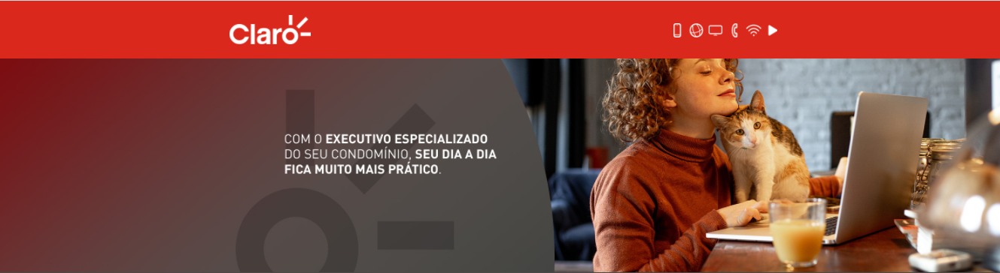 Claro
COM O EXECUTIVO ESPECIALIZADO
DO SEU CONDOMÍNIO, SEU DIA A DIA
FICA MUITO MAIS PRÁTICO.